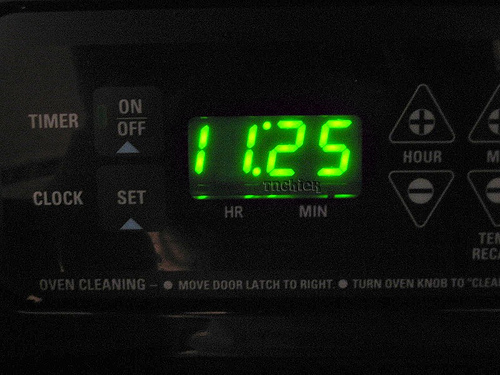 ON
TIMER OFF
11:25
HOUR
CLOCK SET
HR MIN
OVEN CLEANING – • MOVE DOOR LATCH TO RIGHT. • TURN OVEN KNOB TO "CLEA